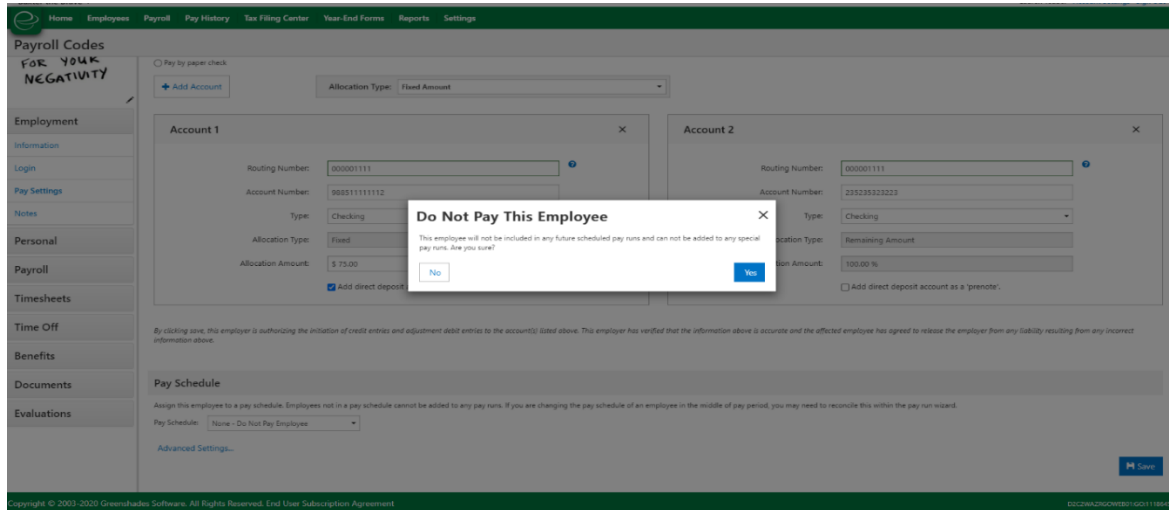 Home Employees Payroll Pay History Tax Filing Center Year-End Forms Reports Settings
Payroll Codes
FOR YOUR
NEGATIVITY
Pay by paper check
Add Account
Allocation Type: Fixed Amount
Employment
Information
Login
Pay Settings
Notes
Personal
Payroll
Timesheets
Time Off
Benefits
Documents
Evaluations
Account 1
Routing Number: 000001111
Account Number: 988511111112
Type: Checking
Allocation Type: Fixed
Allocation Amount: $ 75.00
Add direct deposit
Account 2
Routing Number: 000001111
Account Number: 235235323223
Type: Checking
Allocation Type: Remaining Amount
Amount: 100.00 %
Add direct deposit account as a 'prenote'.
Do Not Pay This Employee
This employee will not be included in any future scheduled pay runs and can not be added to any special
pay runs. Are you sure?
No
Yes
By clicking save, this employer is authorizing the initiation of credit entries and adjustment debit entries to the account(s) listed above. This employer has verified that the information above is accurate and the affected employee has agreed to release the employer from any liability resulting from any incorrect
information above.
Pay Schedule
Assign this employee to a pay schedule. Employees not in a pay schedule cannot be added to any pay runs. If you are changing the pay schedule of an employee in the middle of pay period, you may need to reconcile this within the pay run wizard.
Pay Schedule: None - Do Not Pay Employee
Advanced Settings...
Save
Copyright © 2003-2020 Greenshades Software. All Rights Reserved. End User Subscription Agreement